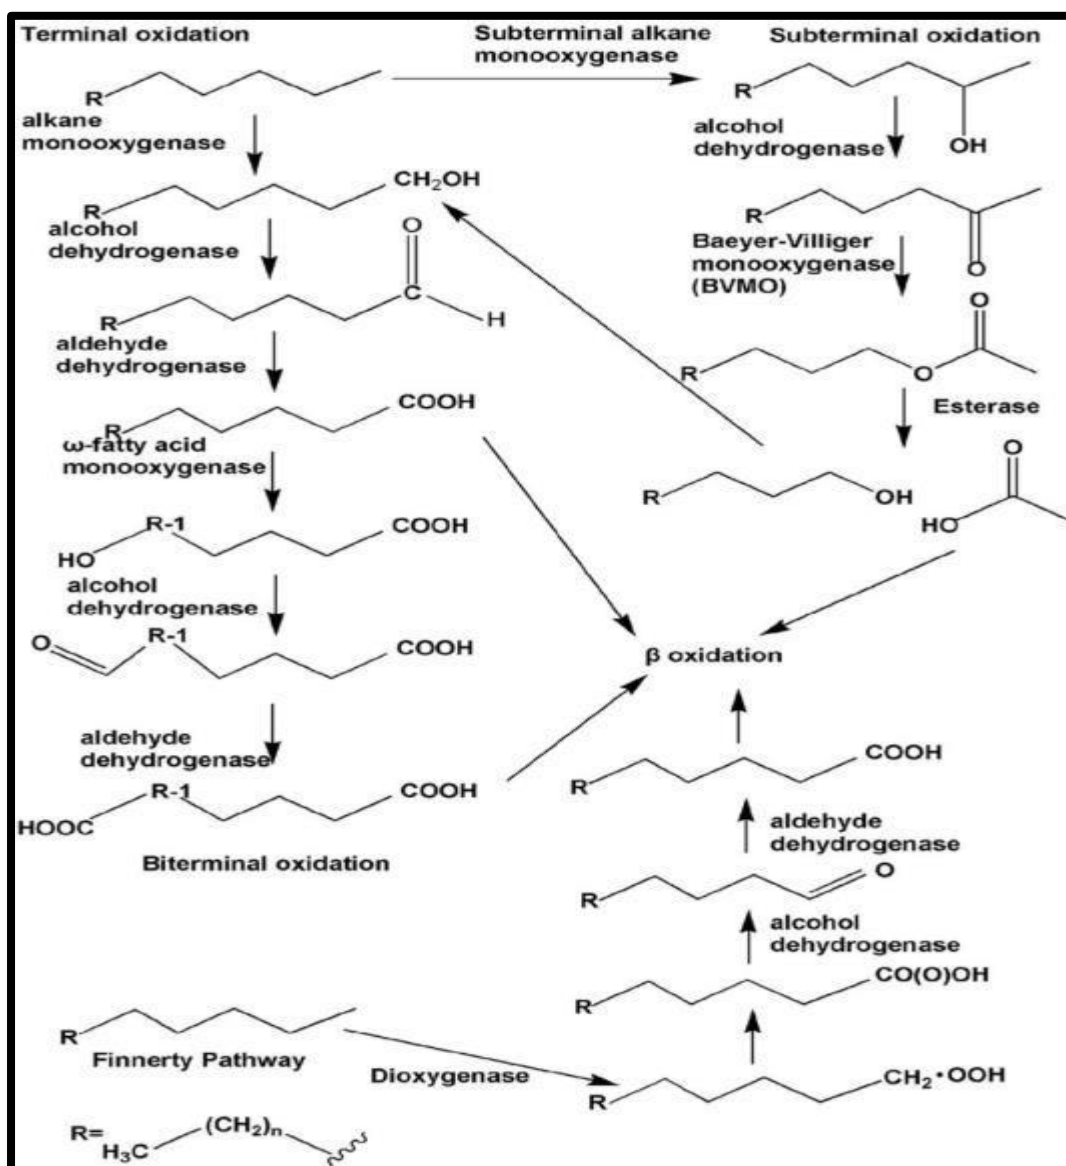 Terminal oxidation
Subterminal alkane
monooxygenase
Subterminal oxidation
R
R
OH
alkane
monooxygenase
alcohol
dehydrogenase
CH₂OH
R
R
O
alcohol
dehydrogenase
Baeyer-Villiger
monooxygenase
(BVMO)
O
C
H
R
aldehyde
dehydrogenase
O
R
O
Esterase
COOH
R
ω-fatty acid
monooxygenase
R
OH
O
HO
R-1
COOH
HO
alcohol
dehydrogenase
O
R-1
COOH
β oxidation
aldehyde
dehydrogenase
R-1
COOH
HOOC
COOH
R
Biterminal oxidation
aldehyde
dehydrogenase
O
R
alcohol
dehydrogenase
CO(O)OH
R
R
Finnerty Pathway
Dioxygenase
CH₂•OOH
R
R=
H₃C
(CH₂)ₙ